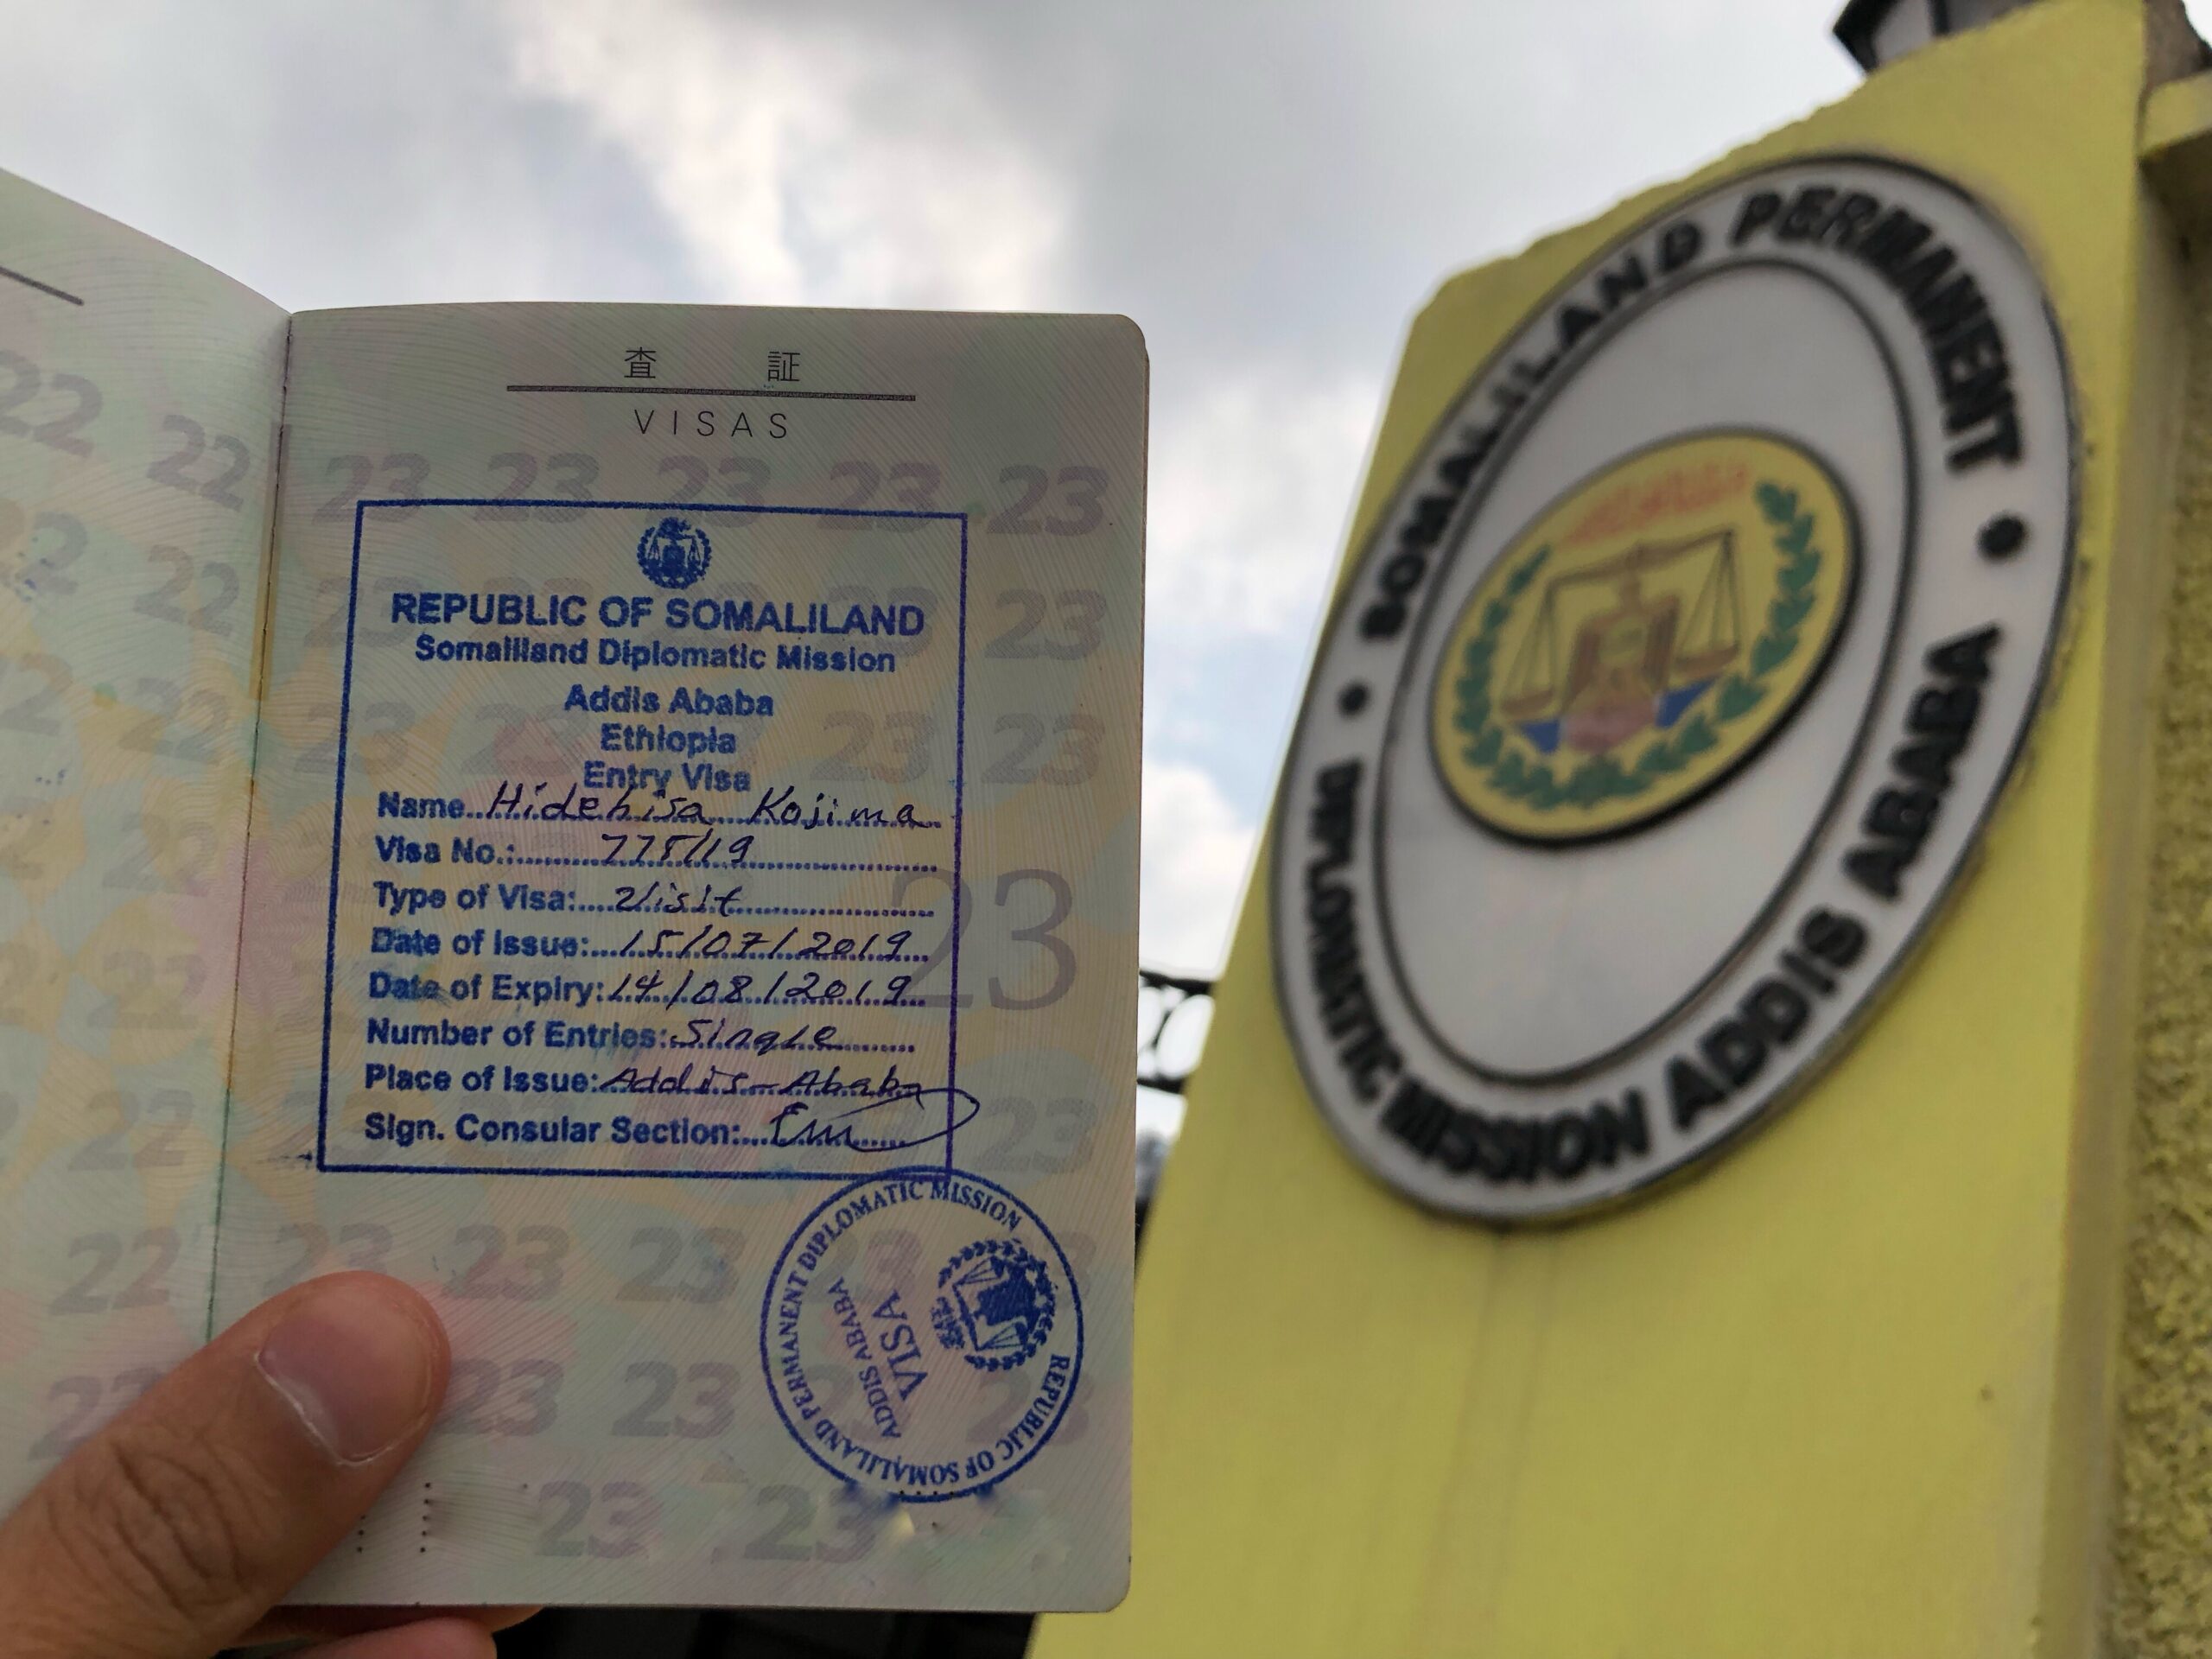 査 証
VISAS
REPUBLIC OF SOMALILAND
Somaliland Diplomatic Mission
Addis Ababa
Ethiopia
Entry Visa
Name..Hidehisa Kojima
Visa No.:.....775/19
Type of Visa:....Visit
Date of Issue:...15/07/2019
Date of Expiry:14/08/2019
Number of Entries:Single
Place of Issue:Addis-Ababa
Sign. Consular Section:...
SOMALILAND PERMANENT DIPLOMATIC MISSION
REPUBLIC OF SOMALILAND
ADDIS ABABA
VISA
23
22
SOMALILAND PERMANENT
DIPLOMATIC MISSION ADDIS ABABA